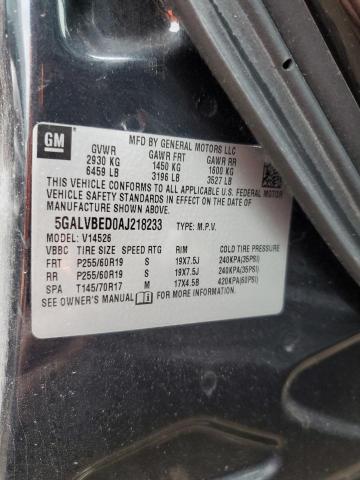 GM
MFD BY GENERAL MOTORS LLC
GVWR GAWR FRT GAWR RR
2930 KG 1450 KG 1600 KG
6459 LB 3196 LB 3527 LB
THIS VEHICLE CONFORMS TO ALL APPLICABLE U.S. FEDERAL MOTOR
VEHICLE SAFETY STANDARDS IN EFFECT ON THE DATE OF
MANUFACTURE SHOWN ABOVE.
5GALVBED0AJ218233 TYPE: M.P.V.
MODEL: V14526
VBBC TIRE SIZE SPEED RTG RIM COLD TIRE PRESSURE
FRT P255/60R19 S 19X7.5J 240KPA(35PSI)
RR P255/60R19 S 19X7.5J 240KPA(35PSI)
SPA T145/70R17 M 17X4.5B 420KPA(60PSI)
SEE OWNER'S MANUAL FOR MORE INFORMATION.